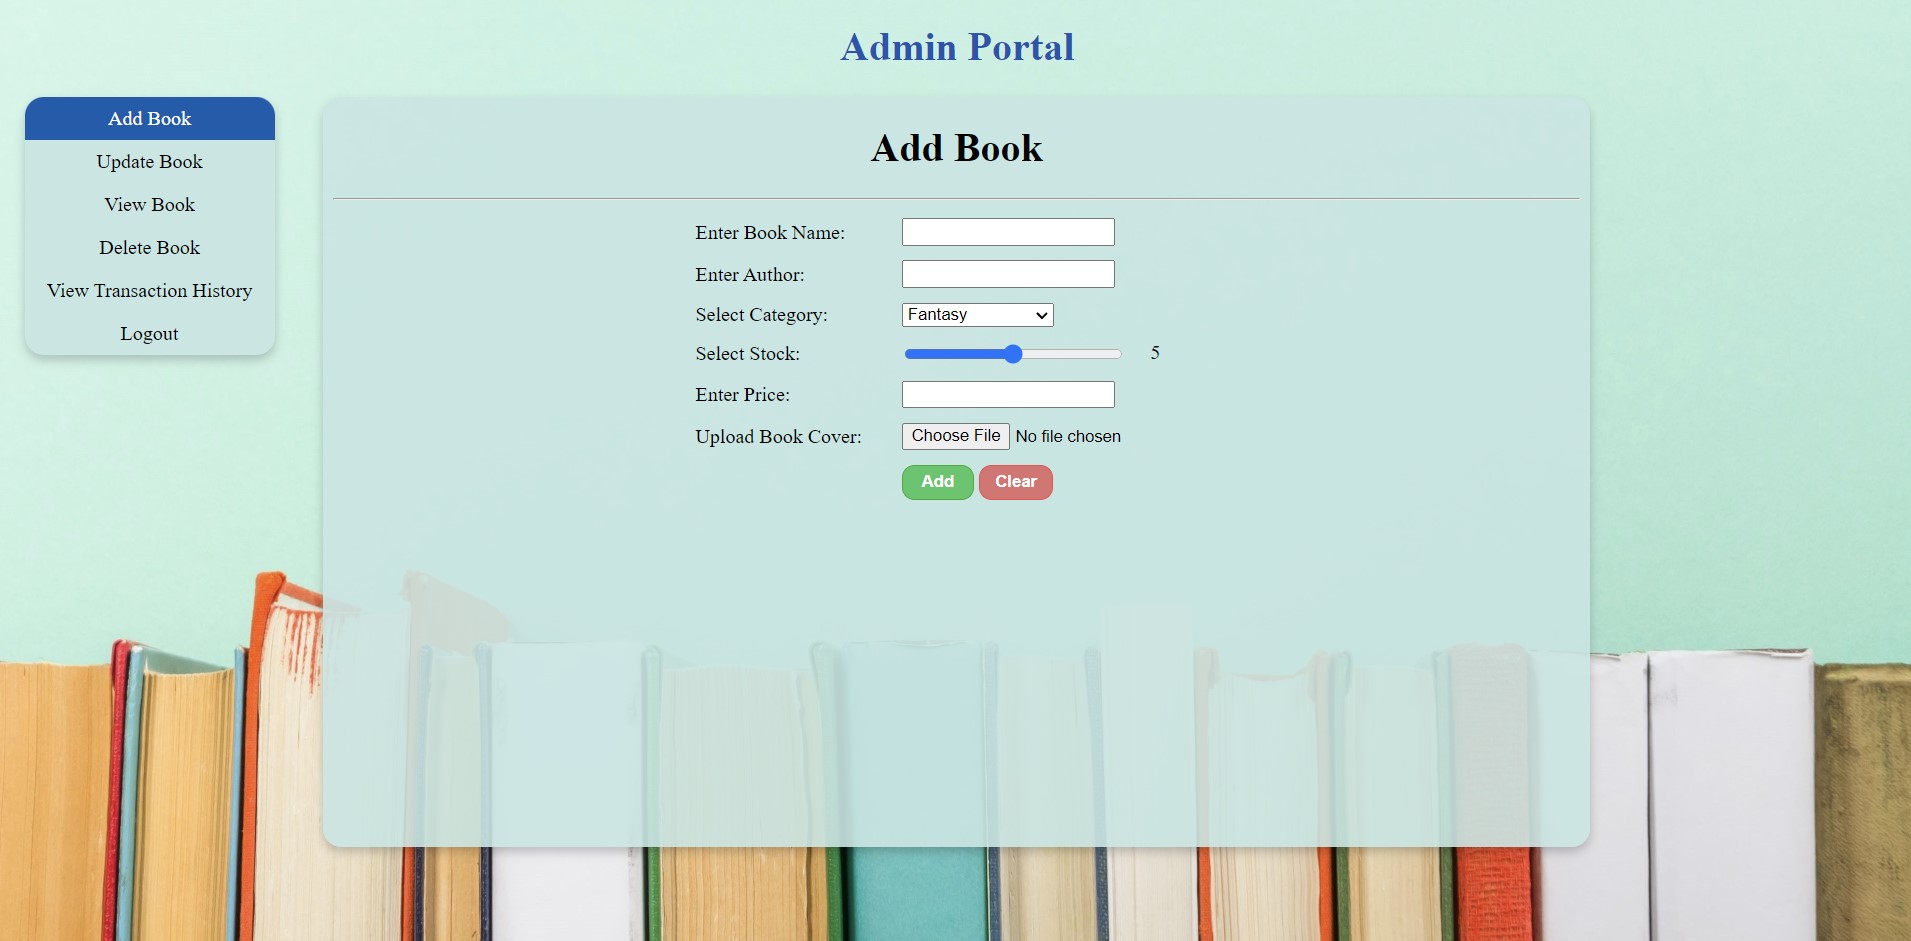 Admin Portal
Add Book
Update Book
View Book
Delete Book
View Transaction History
Logout
Add Book
Enter Book Name:
Enter Author:
Select Category: Fantasy
Select Stock: 5
Enter Price:
Upload Book Cover: Choose File No file chosen
Add Clear